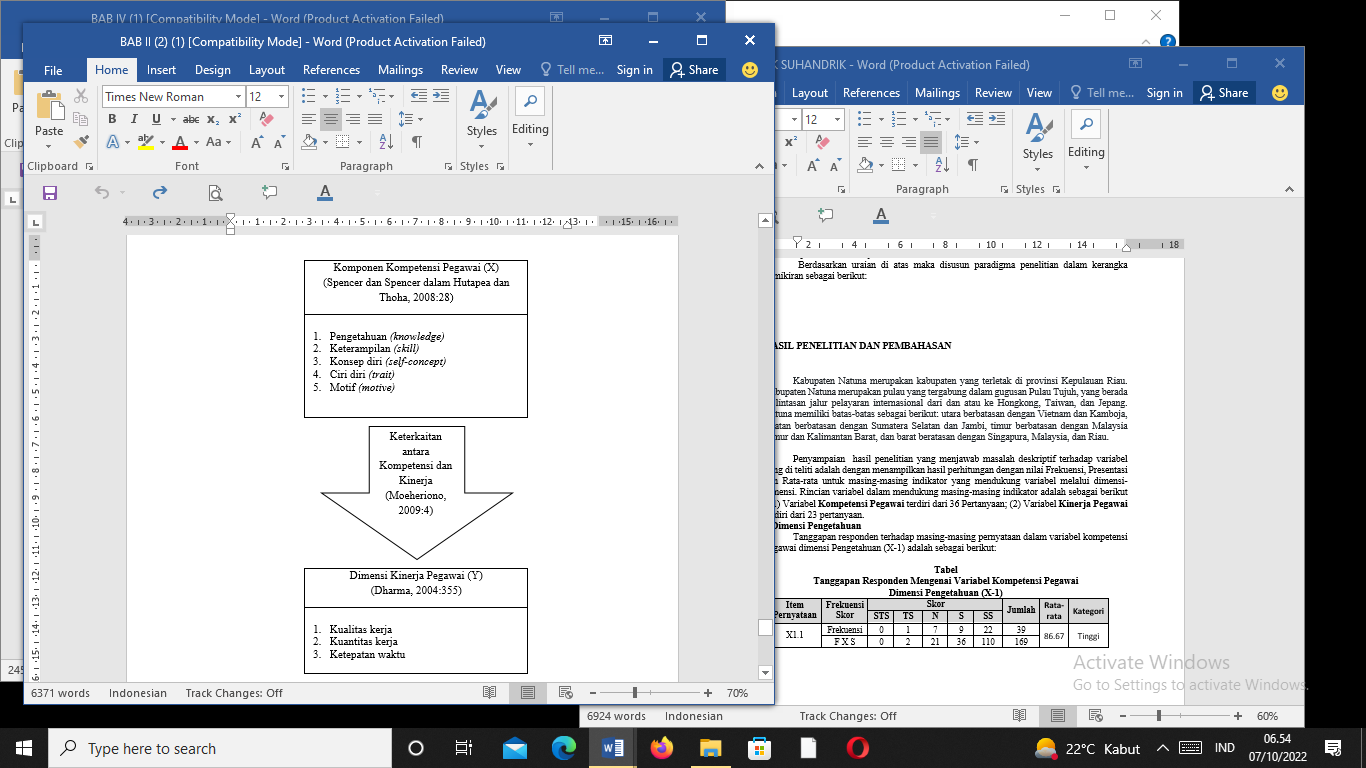 BAB IV (1) [Compatibility Mode] - Word (Product Activation Failed)
BAB II (2) (1) [Compatibility Mode] - Word (Product Activation Failed)
File Home Insert Design Layout References Mailings Review View Tell me... Sign in Share
Times New Roman 12
Paste
Clipboard Font Paragraph Styles Editing
Styles
Komponen Kompetensi Pegawai (X)
(Spencer dan Spencer dalam Hutapea dan
Thoha, 2008:28)
1. Pengetahuan (knowledge)
2. Keterampilan (skill)
3. Konsep diri (self-concept)
4. Ciri diri (trait)
5. Motif (motive)
Keterkaitan
antara
Kompetensi dan
Kinerja
(Moeheriono,
2009:4)
Dimensi Kinerja Pegawai (Y)
(Dharma, 2004:355)
1. Kualitas kerja
2. Kuantitas kerja
3. Ketepatan waktu
6371 words Indonesian Track Changes: Off 70%
K SUHANDRIK - Word (Product Activation Failed)
Layout References Mailings Review View Tell me... Sign in Share
12
Paragraph Styles Editing
Styles
Berdasarkan uraian di atas maka disusun paradigma penelitian dalam kerangka
mikiran sebagai berikut:
ASIL PENELITIAN DAN PEMBAHASAN
Kabupaten Natuna merupakan kabupaten yang terletak di provinsi Kepulauan Riau.
bupaten Natuna merupakan pulau yang tergabung dalam gugusan Pulau Tujuh, yang berada
lintasan jalur pelayaran internasional dari dan atau ke Hongkong, Taiwan, dan Jepang.
tuna memiliki batas-batas sebagai berikut: utara berbatasan dengan Vietnam dan Kamboja,
atan berbatasan dengan Sumatera Selatan dan Jambi, timur berbatasan dengan Malaysia
mur dan Kalimantan Barat, dan barat beratasan dengan Singapura, Malaysia, dan Riau.
Penyampaian hasil penelitian yang menjawab masalah deskriptif terhadap variabel
ng di teliti adalah dengan menampilkan hasil perhitungan dengan nilai Frekuensi, Presentasi
n Rata-rata untuk masing-masing indikator yang mendukung variabel melalui dimensi-
mensi. Rincian variabel dalam mendukung masing-masing indikator adalah sebagai berikut
1) Variabel Kompetensi Pegawai terdiri dari 36 Pertanyaan; (2) Variabel Kinerja Pegawai
diri dari 23 pertanyaan.
Dimensi Pengetahuan
Tanggapan responden terhadap masing-masing pernyataan dalam variabel kompetensi
gawai dimensi Pengetahuan (X-1) adalah sebagai berikut:
Tabel
Tanggapan Responden Mengenai Variabel Kompetensi Pegawai
Dimensi Pengetahuan (X-1)
Item Pernyataan Frekuensi Skor Skor Jumlah Rata-rata Kategori
STS TS N S SS
X1.1 Frekuensi 0 1 7 9 22 39 86.67 Tinggi
F X S 0 2 21 36 110 169
Activate Windows
Go to Settings to activate Windows.
6924 words Indonesian Track Changes: Off 60%
Type here to search
22°C Kabut IND 06.54
07/10/2022